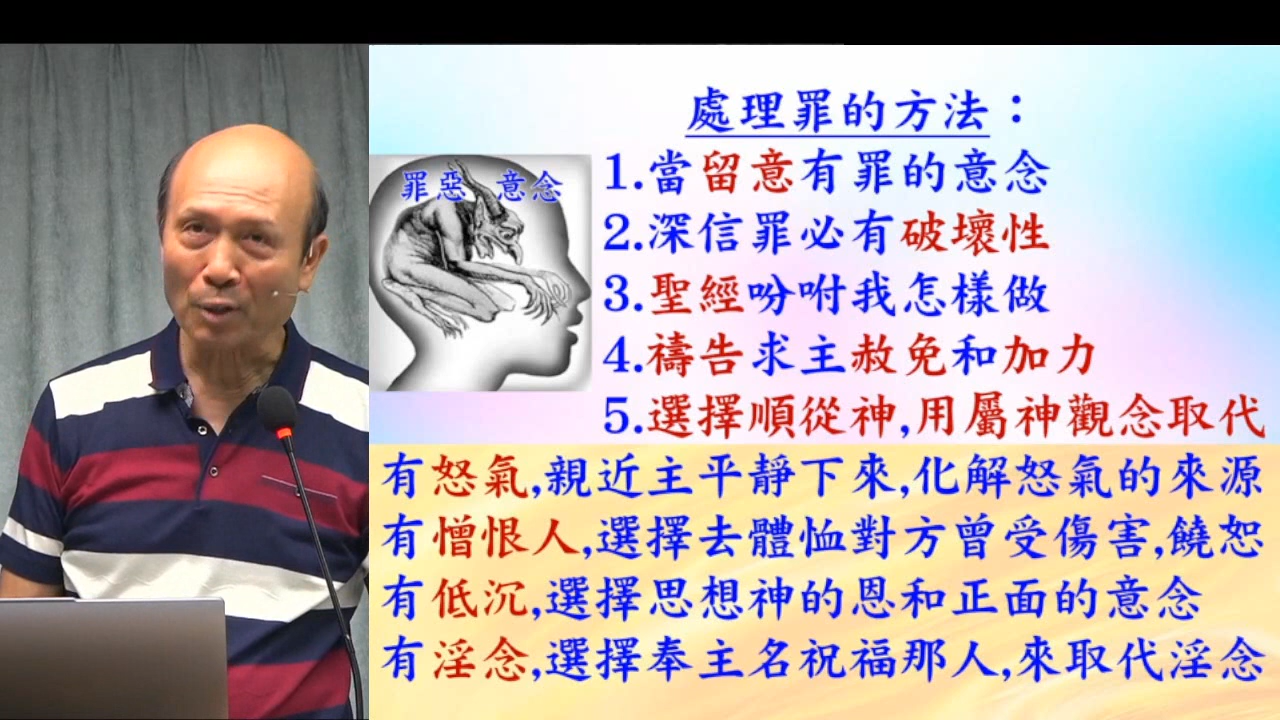 處理罪的方法：
罪惡 意念
1.當留意有罪的意念
2.深信罪必有破壞性
3.聖經吩咐我怎樣做
4.禱告求主赦免和加力
5.選擇順從神,用屬神觀念取代
有怒氣,親近主平靜下來,化解怒氣的來源
有憎恨人,選擇去體恤對方曾受傷害,饒恕
有低沉,選擇思想神的恩和正面的意念
有淫念,選擇奉主名祝福那人,來取代淫念